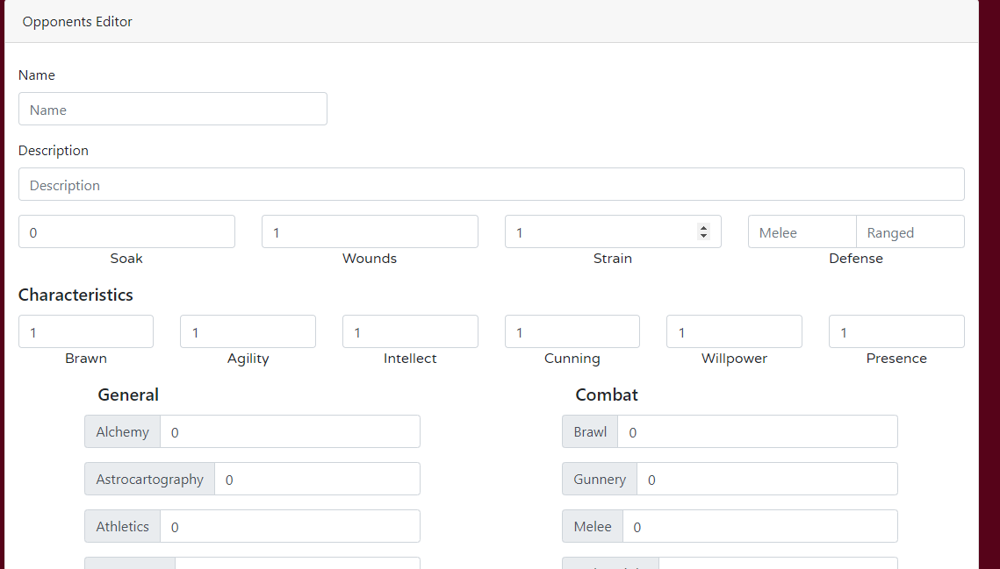 Opponents Editor
Name
Name
Description
Description
0 1 1 Melee Ranged
Soak Wounds Strain Defense
Characteristics
1 1 1 1 1 1
Brawn Agility Intellect Cunning Willpower Presence
General Combat
Alchemy 0 Brawl 0
Astrocartography 0 Gunnery 0
Athletics 0 Melee 0